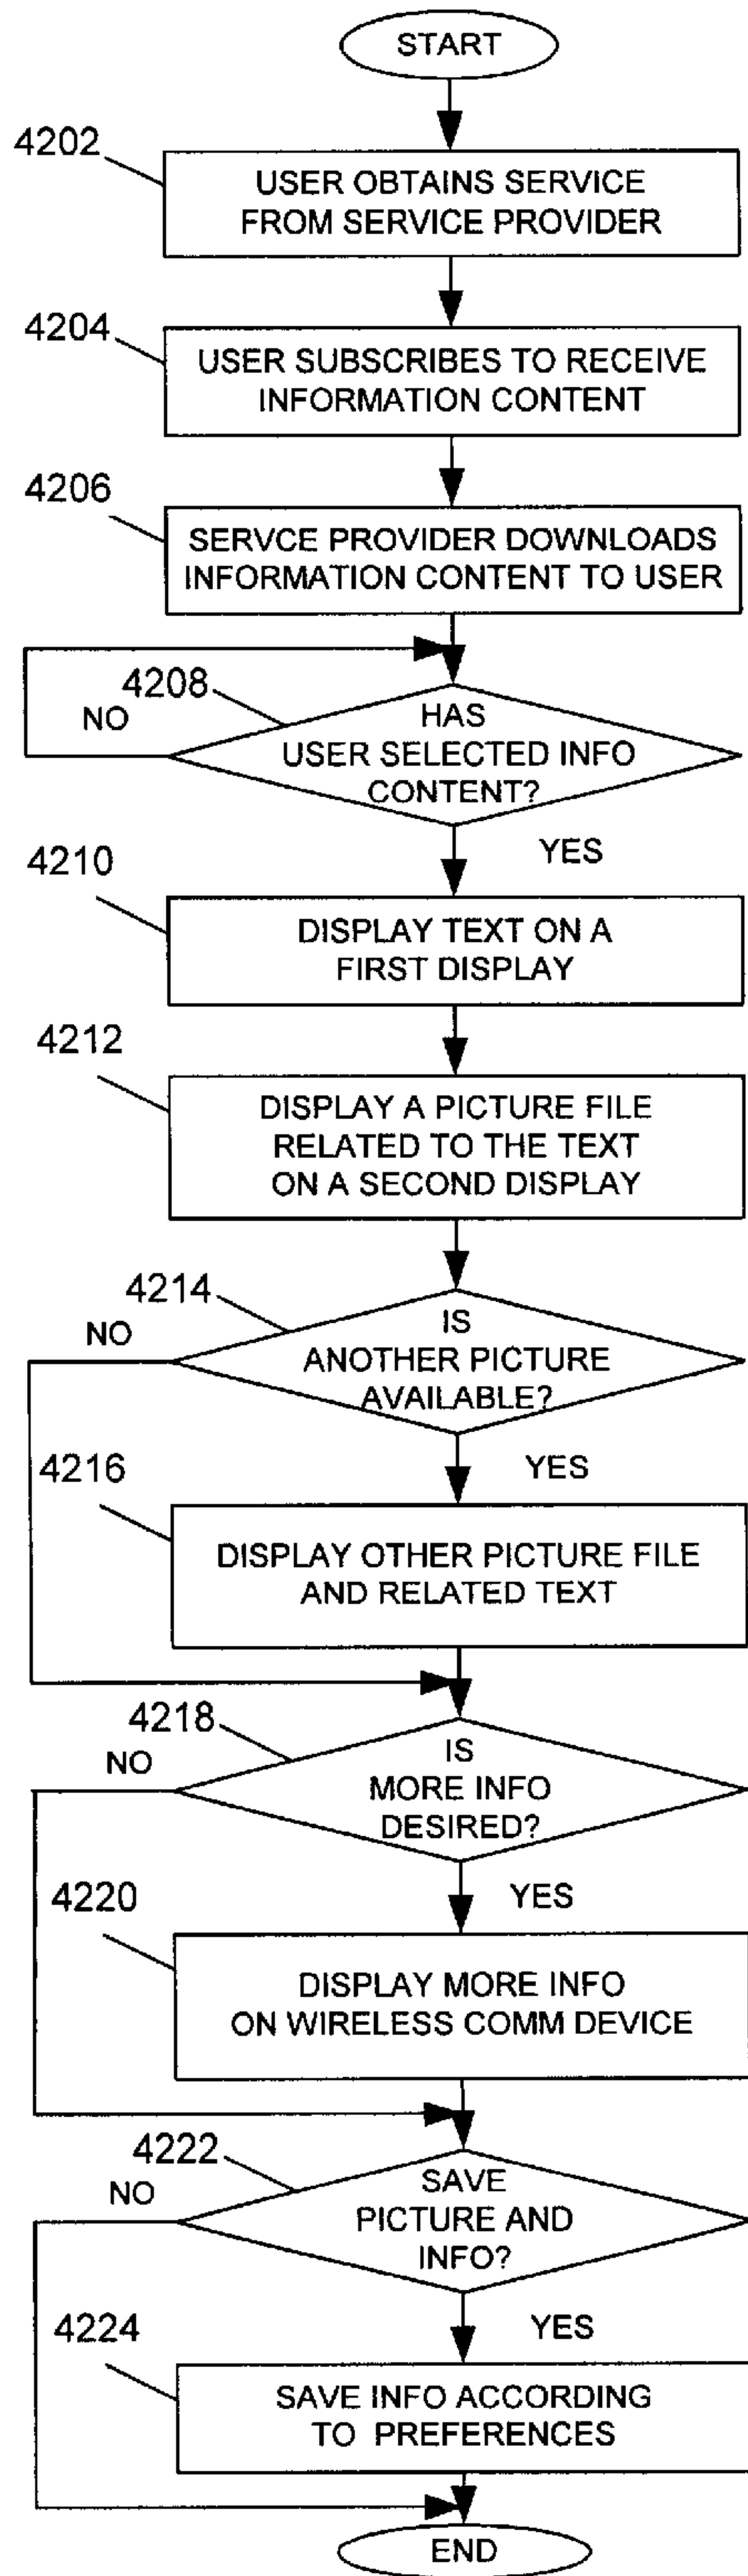 START
4202
USER OBTAINS SERVICE
FROM SERVICE PROVIDER
4204
USER SUBSCRIBES TO RECEIVE
INFORMATION CONTENT
4206
SERVCE PROVIDER DOWNLOADS
INFORMATION CONTENT TO USER
4208
NO
HAS
USER SELECTED INFO
CONTENT?
YES
4210
DISPLAY TEXT ON A
FIRST DISPLAY
4212
DISPLAY A PICTURE FILE
RELATED TO THE TEXT
ON A SECOND DISPLAY
4214
NO
IS
ANOTHER PICTURE
AVAILABLE?
YES
4216
DISPLAY OTHER PICTURE FILE
AND RELATED TEXT
4218
NO
IS
MORE INFO
DESIRED?
YES
4220
DISPLAY MORE INFO
ON WIRELESS COMM DEVICE
4222
NO
SAVE
PICTURE AND
INFO?
YES
4224
SAVE INFO ACCORDING
TO PREFERENCES
END